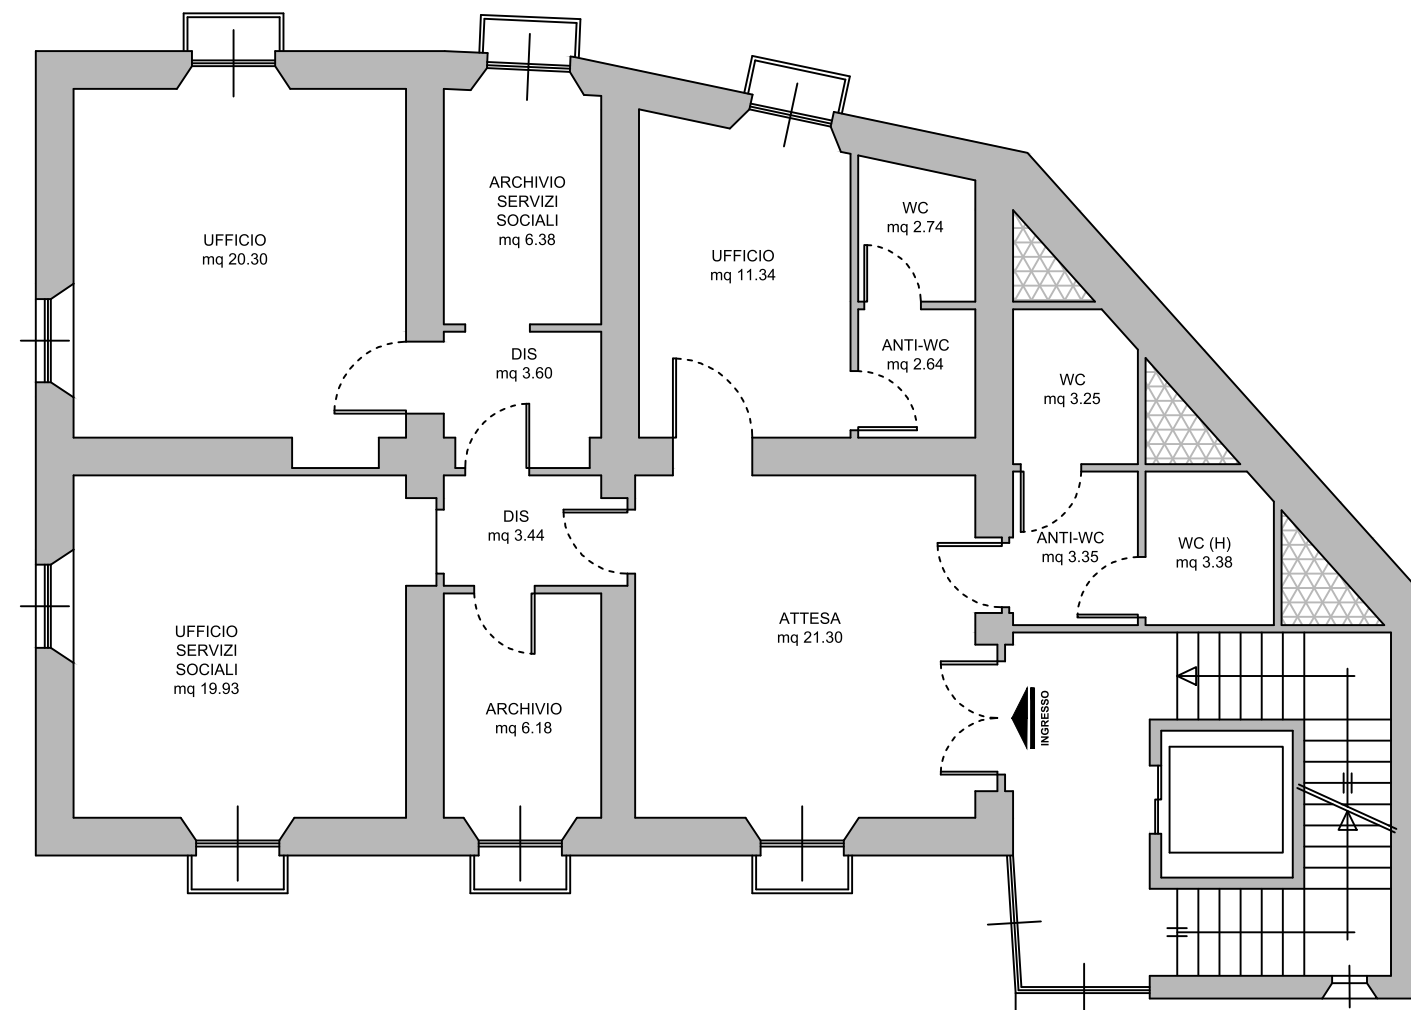 ARCHIVIO
SERVIZI
SOCIALI
mq 6.38
UFFICIO
mq 20.30
UFFICIO
mq 11.34
WC
mq 2.74
ANTI-WC
mq 2.64
DIS
mq 3.60
WC
mq 3.25
DIS
mq 3.44
ANTI-WC
mq 3.35
WC (H)
mq 3.38
UFFICIO
SERVIZI
SOCIALI
mq 19.93
ATTESA
mq 21.30
ARCHIVIO
mq 6.18
INGRESSO